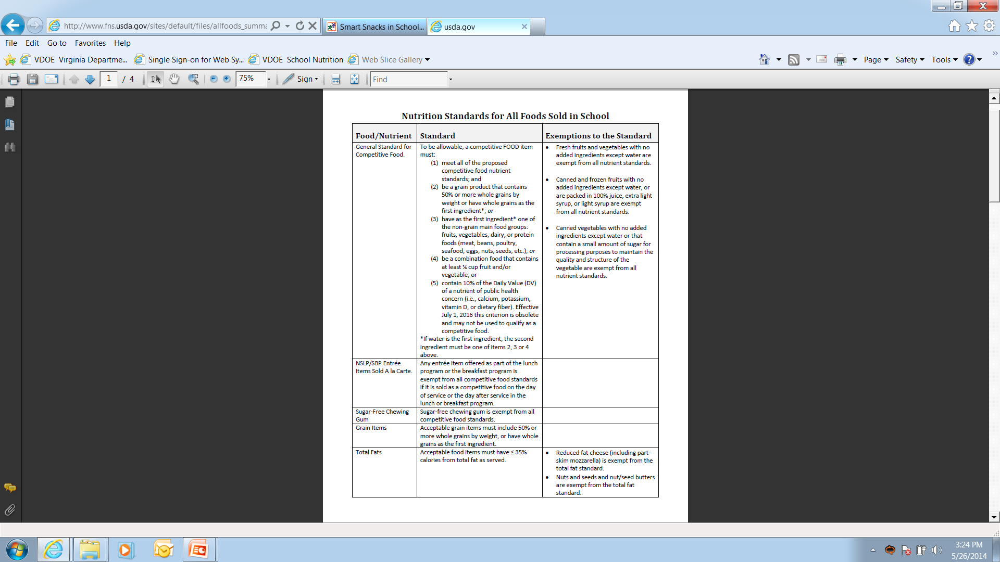 http://www.fns.usda.gov/sites/default/files/allfoods_summa
Smart Snacks in School...
usda.gov
File Edit Go to Favorites Help
VDOE Virginia Departme...
Single Sign-on for Web Sy...
VDOE School Nutrition
Web Slice Gallery
Page Safety Tools
1 / 4
75%
Sign
Find
Nutrition Standards for All Foods Sold in School
Food/Nutrient
Standard
Exemptions to the Standard
General Standard for
Competitive Food.
To be allowable, a competitive FOOD item
must:
(1) meet all of the proposed
competitive food nutrient
standards; and
(2) be a grain product that contains
50% or more whole grains by
weight or have whole grains as the
first ingredient*; or
(3) have as the first ingredient* one of
the non-grain main food groups:
fruits, vegetables, dairy, or protein
foods (meat, beans, poultry,
seafood, eggs, nuts, seeds, etc.); or
(4) be a combination food that contains
at least ¼ cup fruit and/or
vegetable; or
(5) contain 10% of the Daily Value (DV)
of a nutrient of public health
concern (i.e., calcium, potassium,
vitamin D, or dietary fiber). Effective
July 1, 2016 this criterion is obsolete
and may not be used to qualify as a
competitive food.
*If water is the first ingredient, the second
ingredient must be one of items 2, 3 or 4
above.
• Fresh fruits and vegetables with no
added ingredients except water are
exempt from all nutrient standards.
• Canned and frozen fruits with no
added ingredients except water, or
are packed in 100% juice, extra light
syrup, or light syrup are exempt
from all nutrient standards.
• Canned vegetables with no added
ingredients except water or that
contain a small amount of sugar for
processing purposes to maintain the
quality and structure of the
vegetable are exempt from all
nutrient standards.
NSLP/SBP Entrée
Items Sold A la Carte.
Any entrée item offered as part of the lunch
program or the breakfast program is
exempt from all competitive food standards
if it is sold as a competitive food on the day
of service or the day after service in the
lunch or breakfast program.
Sugar-Free Chewing
Gum
Sugar-free chewing gum is exempt from all
competitive food standards.
Grain Items
Acceptable grain items must include 50% or
more whole grains by weight, or have whole
grains as the first ingredient.
Total Fats
Acceptable food items must have ≤ 35%
calories from total fat as served.
• Reduced fat cheese (including part-
skim mozzarella) is exempt from the
total fat standard.
• Nuts and seeds and nut/seed butters
are exempt from the total fat
standard.
3:24 PM
5/26/2014